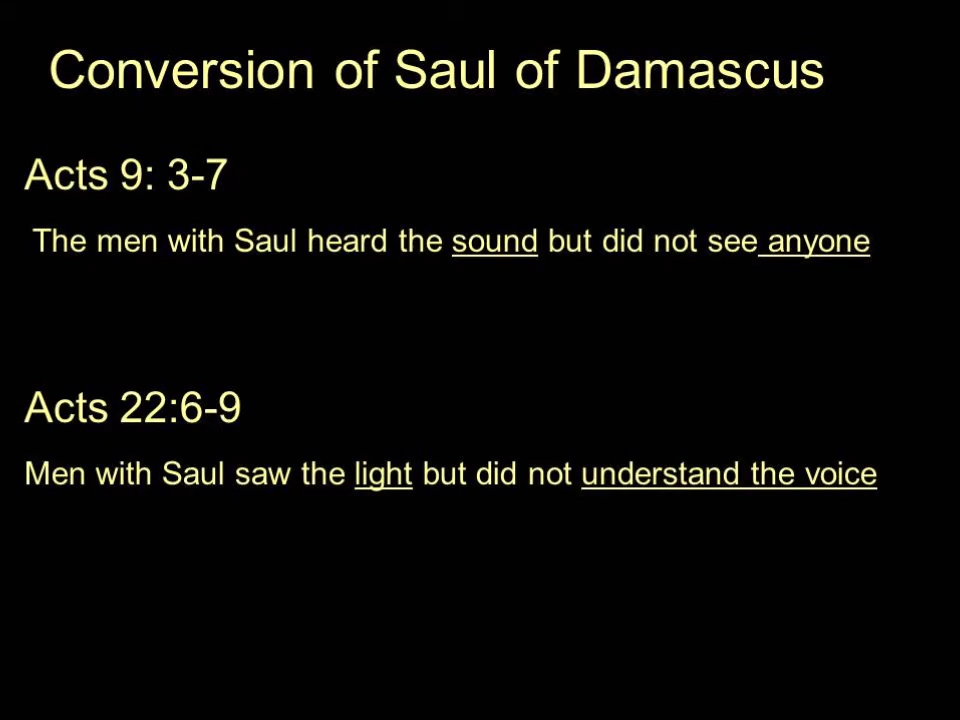 Conversion of Saul of Damascus
Acts 9: 3-7
The men with Saul heard the sound but did not see anyone
Acts 22:6-9
Men with Saul saw the light but did not understand the voice